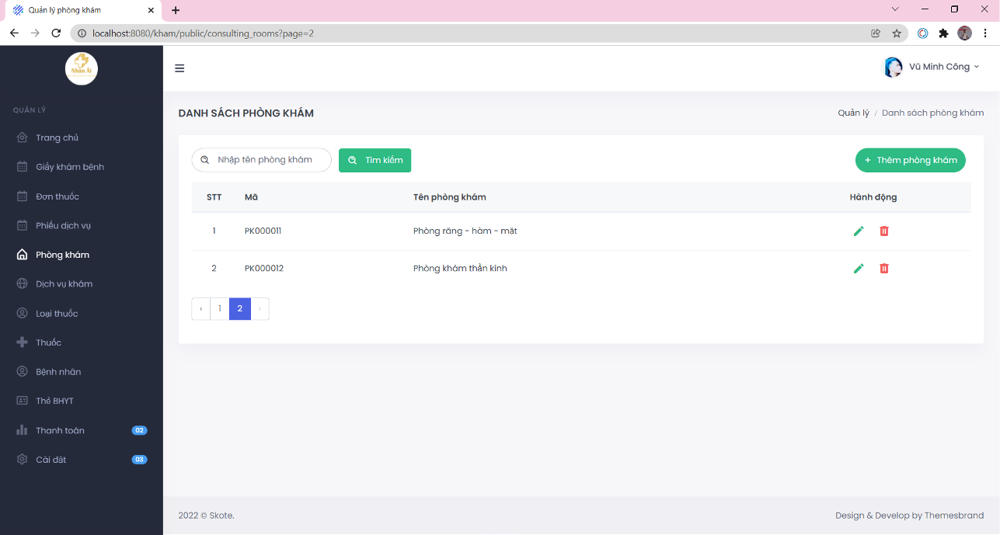 Quản lý phòng khám
localhost:8080/kham/public/consulting_rooms?page=2
Nhân Ái
Vũ Minh Công
QUẢN LÝ
Trang chủ
Giấy khám bệnh
Đơn thuốc
Phiếu dịch vụ
Phòng khám
Dịch vụ khám
Loại thuốc
Thuốc
Bệnh nhân
Thẻ BHYT
Thanh toán 02
Cài đặt 03
DANH SÁCH PHÒNG KHÁM
Quản lý / Danh sách phòng khám
Nhập tên phòng khám Tìm kiếm + Thêm phòng khám
STT Mã Tên phòng khám Hành động
1 PK000011 Phòng răng - hàm - mặt
2 PK000012 Phòng khám thần kinh
‹ 1 2 ›
2022 © Skote. Design & Develop by Themesbrand